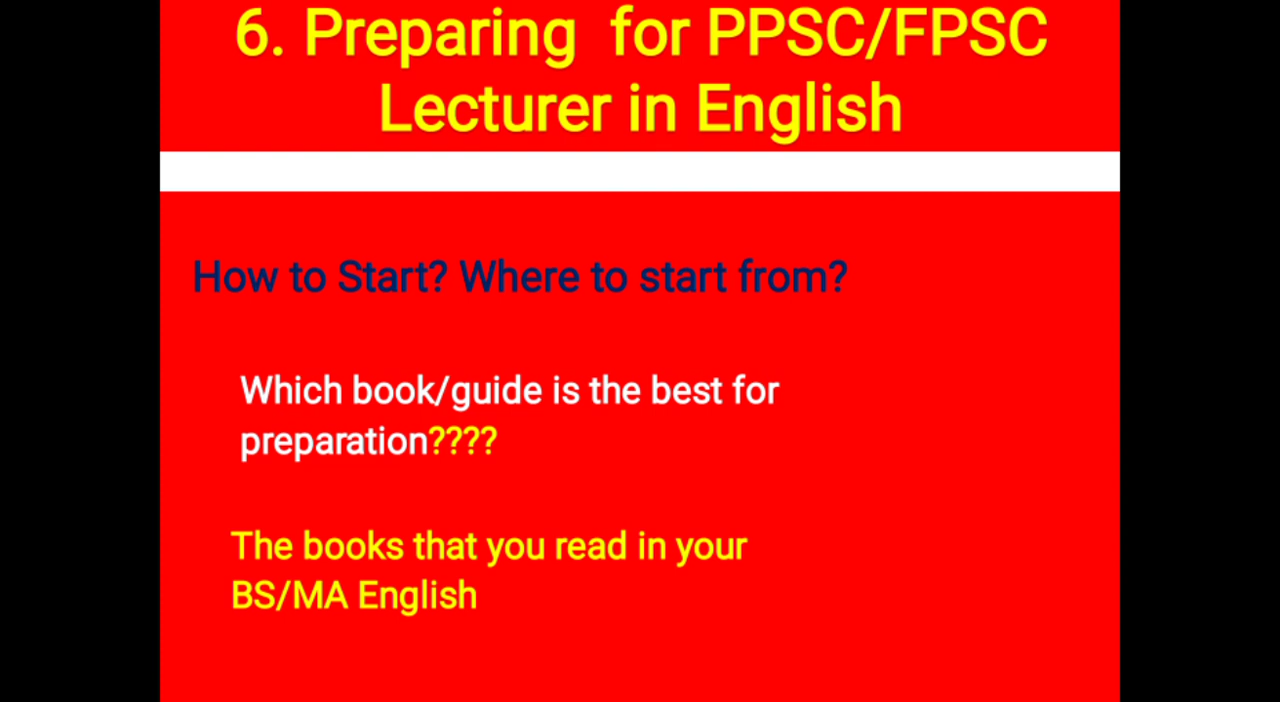 6. Preparing  for PPSC/FPSC
Lecturer in English
How to Start? Where to start from?
Which book/guide is the best for
preparation????
The books that you read in your
BS/MA English